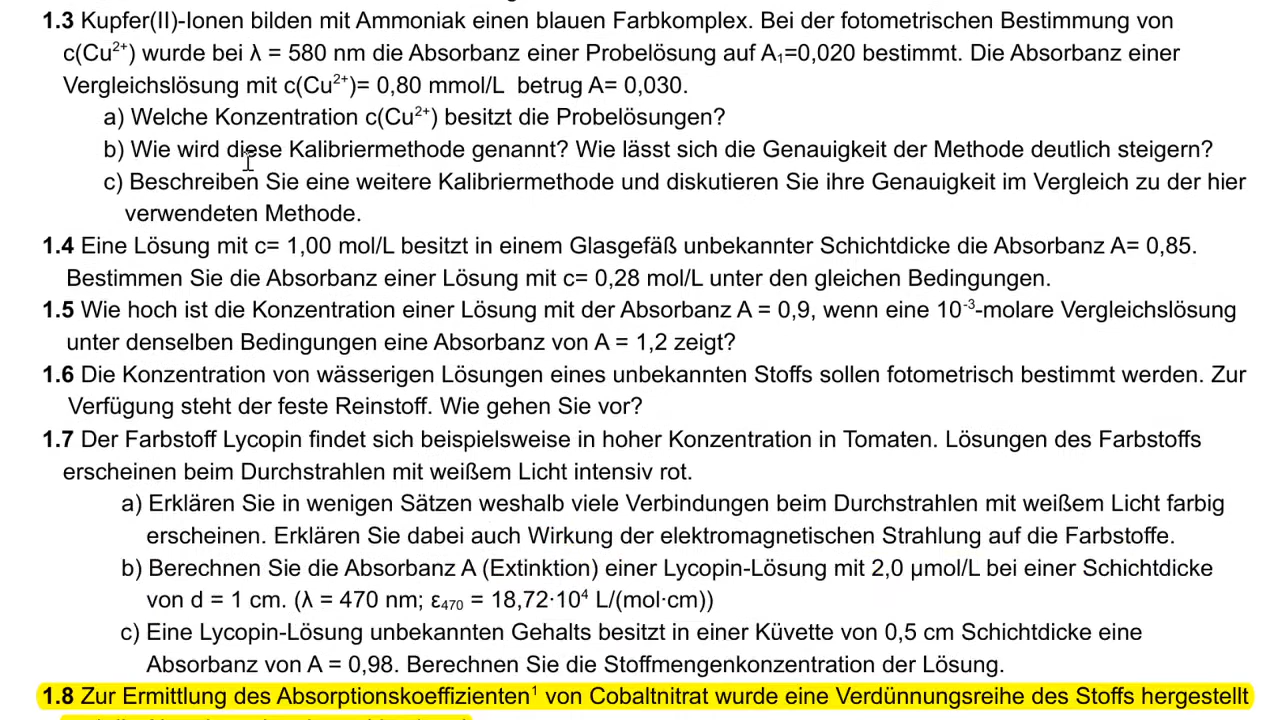 1.3 Kupfer(II)-Ionen bilden mit Ammoniak einen blauen Farbkomplex. Bei der fotometrischen Bestimmung von
c(Cu²⁺) wurde bei λ = 580 nm die Absorbanz einer Probelösung auf A₁=0,020 bestimmt. Die Absorbanz einer
Vergleichslösung mit c(Cu²⁺)= 0,80 mmol/L betrug A= 0,030.
a) Welche Konzentration c(Cu²⁺) besitzt die Probelösungen?
b) Wie wird diese Kalibriermethode genannt? Wie lässt sich die Genauigkeit der Methode deutlich steigern?
c) Beschreiben Sie eine weitere Kalibriermethode und diskutieren Sie ihre Genauigkeit im Vergleich zu der hier
verwendeten Methode.
1.4 Eine Lösung mit c= 1,00 mol/L besitzt in einem Glasgefäß unbekannter Schichtdicke die Absorbanz A= 0,85.
Bestimmen Sie die Absorbanz einer Lösung mit c= 0,28 mol/L unter den gleichen Bedingungen.
1.5 Wie hoch ist die Konzentration einer Lösung mit der Absorbanz A = 0,9, wenn eine 10⁻³-molare Vergleichslösung
unter denselben Bedingungen eine Absorbanz von A = 1,2 zeigt?
1.6 Die Konzentration von wässerigen Lösungen eines unbekannten Stoffs sollen fotometrisch bestimmt werden. Zur
Verfügung steht der feste Reinstoff. Wie gehen Sie vor?
1.7 Der Farbstoff Lycopin findet sich beispielsweise in hoher Konzentration in Tomaten. Lösungen des Farbstoffs
erscheinen beim Durchstrahlen mit weißem Licht intensiv rot.
a) Erklären Sie in wenigen Sätzen weshalb viele Verbindungen beim Durchstrahlen mit weißem Licht farbig
erscheinen. Erklären Sie dabei auch Wirkung der elektromagnetischen Strahlung auf die Farbstoffe.
b) Berechnen Sie die Absorbanz A (Extinktion) einer Lycopin-Lösung mit 2,0 µmol/L bei einer Schichtdicke
von d = 1 cm. (λ = 470 nm; ε₄₇₀ = 18,72·10⁴ L/(mol·cm))
c) Eine Lycopin-Lösung unbekannten Gehalts besitzt in einer Küvette von 0,5 cm Schichtdicke eine
Absorbanz von A = 0,98. Berechnen Sie die Stoffmengenkonzentration der Lösung.
1.8 Zur Ermittlung des Absorptionskoeffizienten¹ von Cobaltnitrat wurde eine Verdünnungsreihe des Stoffs hergestellt